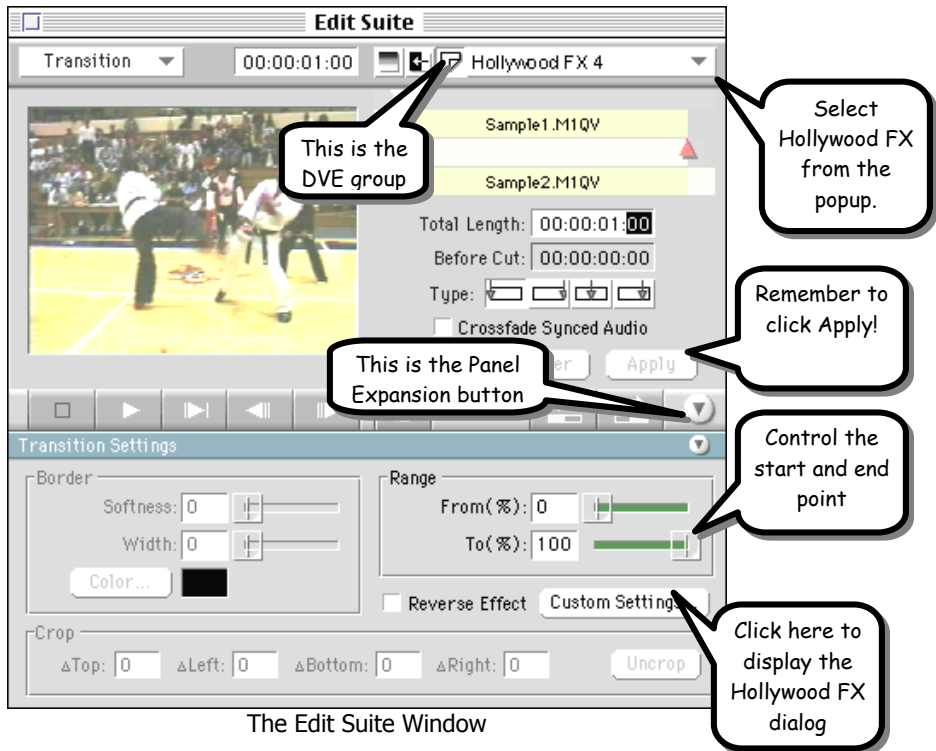 Edit Suite
Transition
00:00:01:00
Hollywood FX 4
Sample1.M1QV
This is the
DVE group
Sample2.M1QV
Select
Hollywood FX
from the
popup.
Total Length: 00:00:01:00
Before Cut: 00:00:00:00
Type:
Crossfade Synced Audio
Apply
Remember to
click Apply!
This is the Panel
Expansion button
Transition Settings
Control the
start and end
point
Border
Softness: 0
Width: 0
Color...
Range
From(%): 0
To(%): 100
Reverse Effect
Custom Settings...
Click here to
display the
Hollywood FX
dialog
Crop
ΔTop: 0
ΔLeft: 0
ΔBottom: 0
ΔRight: 0
Uncrop
The Edit Suite Window